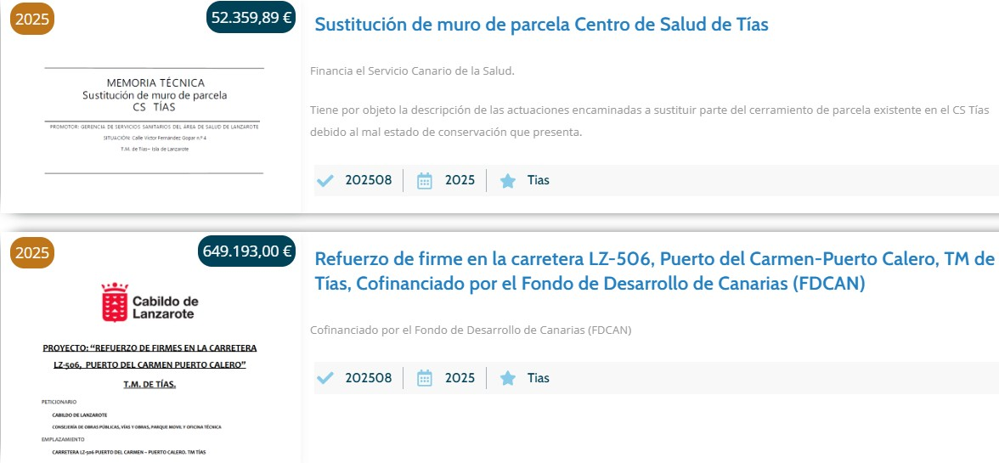 2025
52.359,89 €
MEMORIA TÉCNICA
Sustitución de muro de parcela
CS TÍAS
PROMOTOR: GERENCIA DE SERVICIOS SANITARIOS DEL ÁREA DE SALUD DE LANZAROTE
SITUACIÓN: Calle Victor Fernández Gopar n.º 4
T.M. de Tías– Isla de Lanzarote
Sustitución de muro de parcela Centro de Salud de Tías
Financia el Servicio Canario de la Salud.
Tiene por objeto la descripción de las actuaciones encaminadas a sustituir parte del cerramiento de parcela existente en el CS Tías
debido al mal estado de conservación que presenta.
202508
2025
Tias
2025
649.193,00 €
Cabildo de
Lanzarote
PROYECTO: “REFUERZO DE FIRMES EN LA CARRETERA
LZ-506, PUERTO DEL CARMEN PUERTO CALERO”
T.M. DE TÍAS.
PETICIONARIO
CABILDO DE LANZAROTE
CONSEJERÍA DE OBRAS PÚBLICAS, VÍAS Y OBRAS, PARQUE MOVIL Y OFICINA TÉCNICA
EMPLAZAMIENTO
CARRETERA LZ-506 PUERTO DEL CARMEN – PUERTO CALERO. TM TÍAS
Refuerzo de firme en la carretera LZ-506, Puerto del Carmen-Puerto Calero, TM de
Tías, Cofinanciado por el Fondo de Desarrollo de Canarias (FDCAN)
Cofinanciado por el Fondo de Desarrollo de Canarias (FDCAN)
202508
2025
Tias